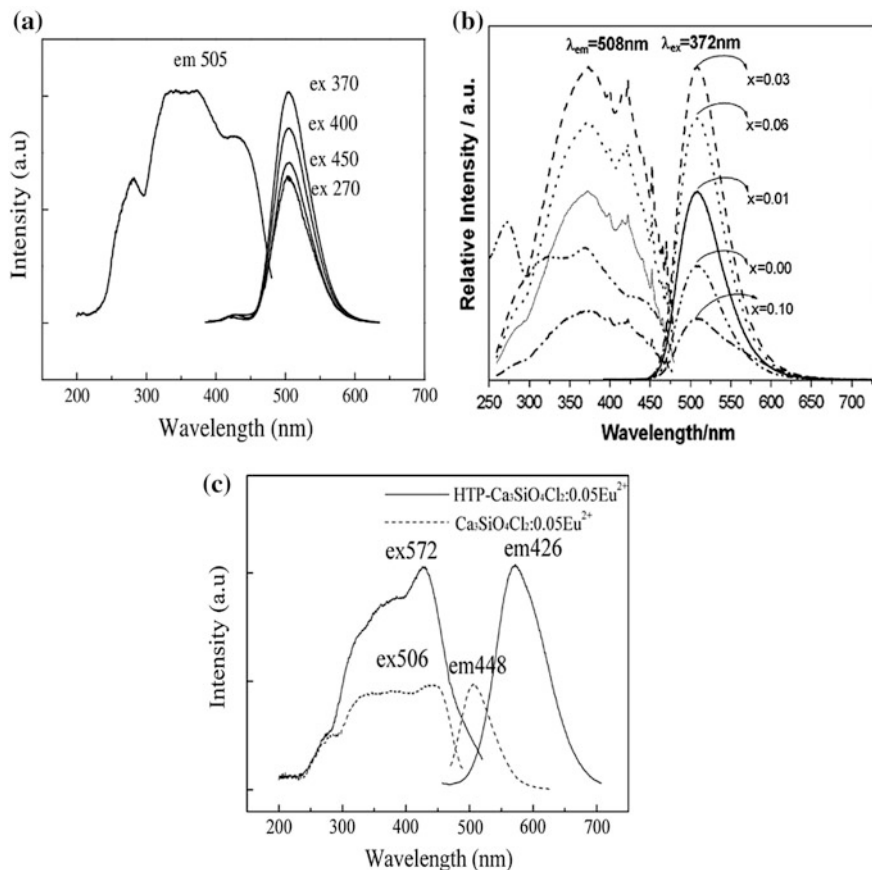 (a)
em 505
ex 370
ex 400
ex 450
ex 270
Intensity (a.u)
200 300 400 500 600 700
Wavelength (nm)
(b)
λem=508nm λex=372nm
x=0.03
x=0.06
x=0.01
x=0.00
x=0.10
Relative Intensity / a.u.
250 300 350 400 450 500 550 600 650 700
Wavelength/nm
(c)
HTP-Ca₃SiO₄Cl₂:0.05Eu²⁺
Ca₃SiO₄Cl₂:0.05Eu²⁺
ex572 em426
ex506 em448
Intensity (a.u)
200 300 400 500 600 700
Wavelength (nm)